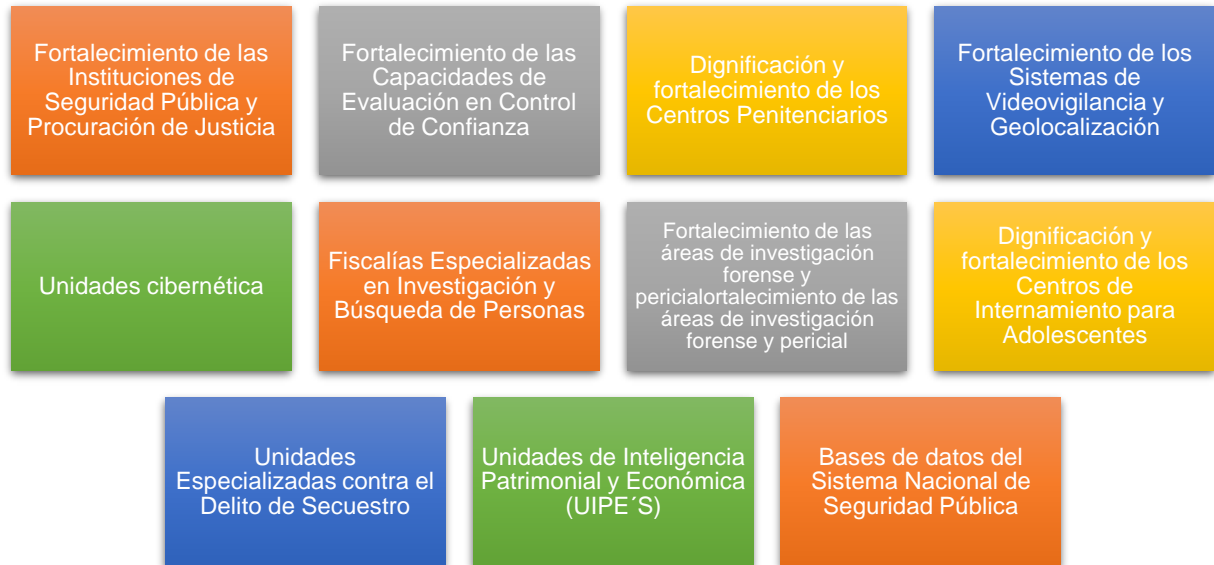 Fortalecimiento de las
Instituciones de
Seguridad Pública y
Procuración de Justicia
Fortalecimiento de las
Capacidades de
Evaluación en Control
de Confianza
Dignificación y
fortalecimiento de los
Centros Penitenciarios
Fortalecimiento de los
Sistemas de
Videovigilancia y
Geolocalización
Unidades cibernética
Fiscalías Especializadas
en Investigación y
Búsqueda de Personas
Fortalecimiento de las
áreas de investigación
forense y
pericialortalecimiento de las
áreas de investigación
forense y pericial
Dignificación y
fortalecimiento de los
Centros de
Internamiento para
Adolescentes
Unidades
Especializadas contra el
Delito de Secuestro
Unidades de Inteligencia
Patrimonial y Económica
(UIPE´S)
Bases de datos del
Sistema Nacional de
Seguridad Pública